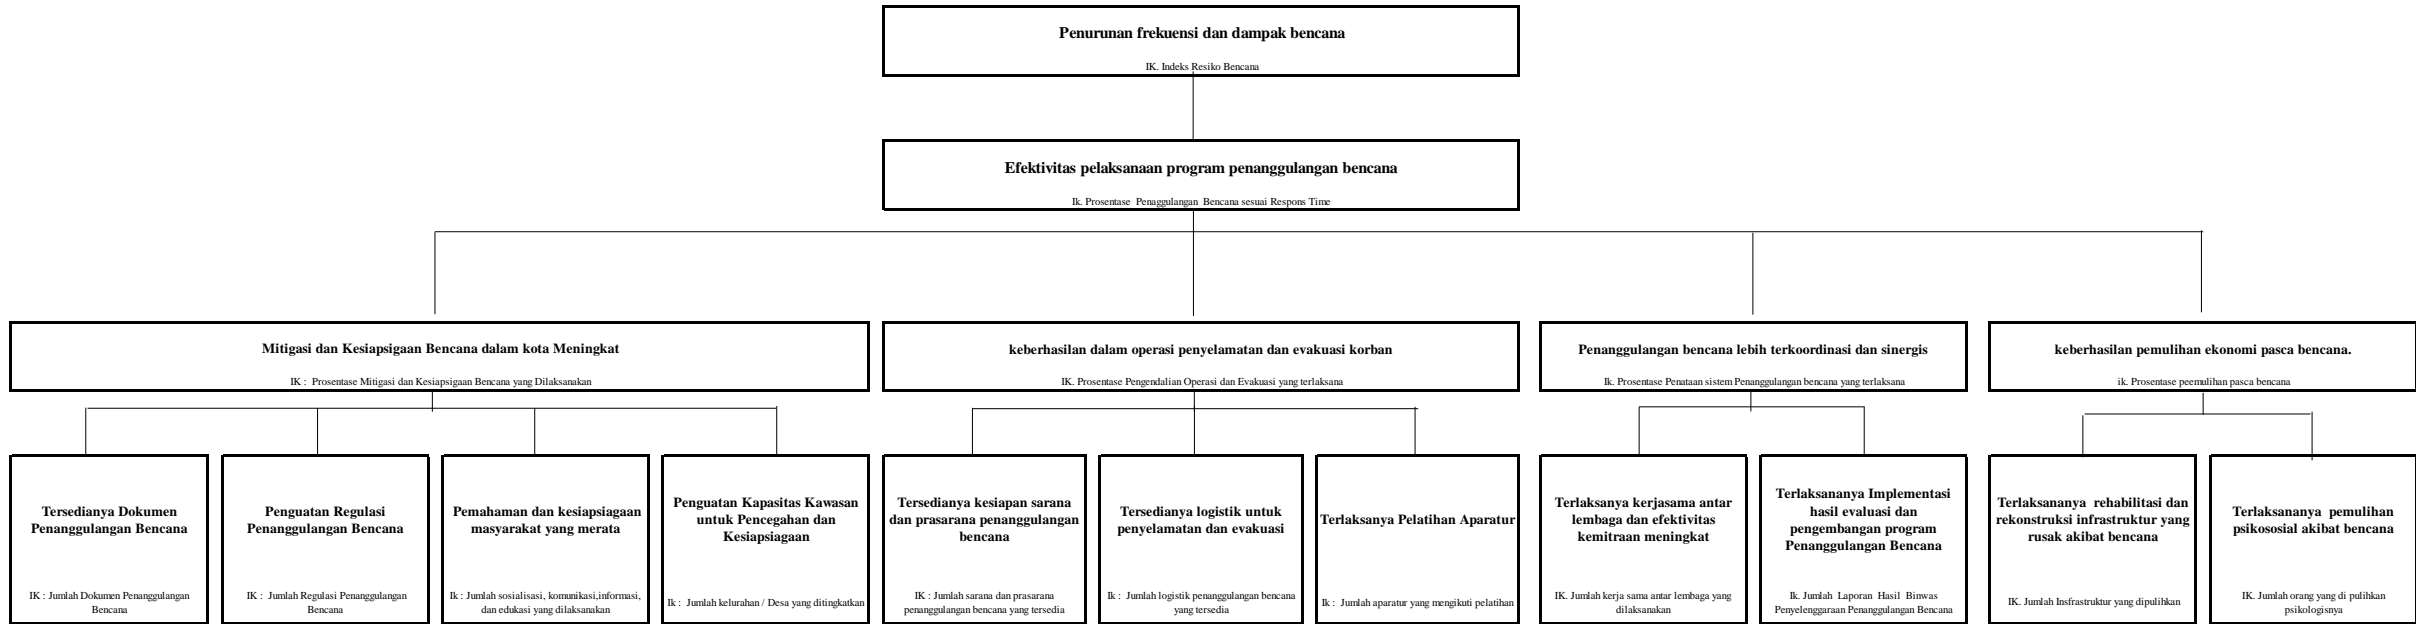 Penurunan frekuensi dan dampak bencana
IK. Indeks Resiko Bencana
Efektivitas pelaksanaan program penanggulangan bencana
Ik. Prosentase Penaggulangan Bencana sesuai Respons Time
Mitigasi dan Kesiapsigaan Bencana dalam kota Meningkat
IK : Prosentase Mitigasi dan Kesiapsigaan Bencana yang Dilaksanakan
keberhasilan dalam operasi penyelamatan dan evakuasi korban
IK. Prosentase Pengendalian Operasi dan Evakuasi yang terlaksana
Penanggulangan bencana lebih terkoordinasi dan sinergis
Ik. Prosentase Penataan sistem Penanggulangan bencana yang terlaksana
keberhasilan pemulihan ekonomi pasca bencana.
ik. Prosentase peemulihan pasca bencana
Tersedianya Dokumen
Penanggulangan Bencana
IK : Jumlah Dokumen Penanggulangan
Bencana
Penguatan Regulasi
Penanggulangan Bencana
IK : Jumlah Regulasi Penanggulangan
Bencana
Pemahaman dan kesiapsiagaan
masyarakat yang merata
Ik : Jumlah sosialisasi, komunikasi,informasi,
dan edukasi yang dilaksanakan
Penguatan Kapasitas Kawasan
untuk Pencegahan dan
Kesiapsiagaan
Ik : Jumlah kelurahan / Desa yang ditingkatkan
Tersedianya kesiapan sarana
dan prasarana penanggulangan
bencana
IK : Jumlah sarana dan prasarana
penanggulangan bencana yang tersedia
Tersedianya logistik untuk
penyelamatan dan evakuasi
Ik : Jumlah logistik penanggulangan bencana
yang tersedia
Terlaksanya Pelatihan Aparatur
Ik : Jumlah aparatur yang mengikuti pelatihan
Terlaksanya kerjasama antar
lembaga dan efektivitas
kemitraan meningkat
IK. Jumlah kerja sama antar lembaga yang
dilaksanakan
Terlaksananya Implementasi
hasil evaluasi dan
pengembangan program
Penanggulangan Bencana
Ik. Jumlah Laporan Hasil Binwas
Penyelenggaraan Penanggulangan Bencana
Terlaksananya rehabilitasi dan
rekonstruksi infrastruktur yang
rusak akibat bencana
IK. Jumlah Insfrastruktur yang dipulihkan
Terlaksananya pemulihan
psikososial akibat bencana
IK. Jumlah orang yang di pulihkan
psikologisnya